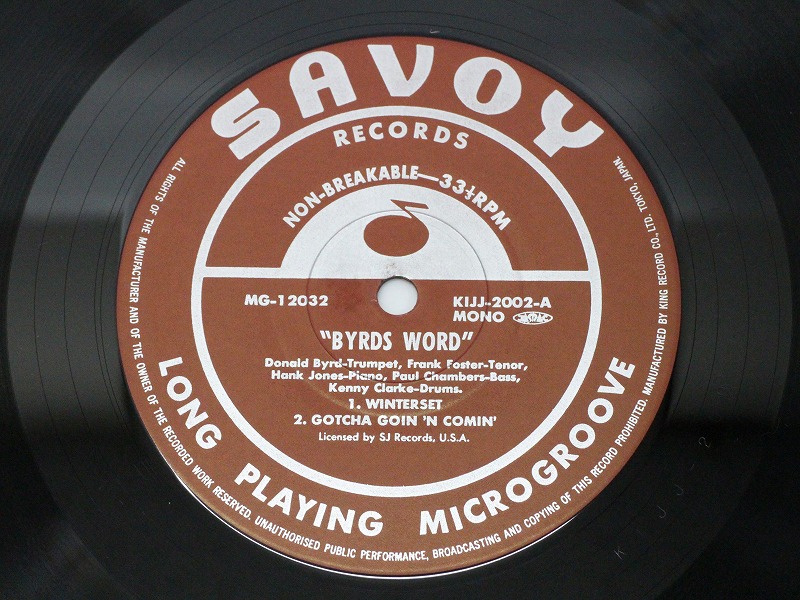 SAVOY
RECORDS
NON-BREAKABLE—33⅓RPM
MG-12032
KIJJ-2002-A
MONO
"BYRDS WORD"
Donald Byrd-Trumpet, Frank Foster-Tenor,
Hank Jones-Piano, Paul Chambers-Bass,
Kenny Clarke-Drums.
1. WINTERSET
2. GOTCHA GOIN 'N COMIN'
Licensed by SJ Records, U.S.A.
LONG PLAYING MICROGROOVE
ALL RIGHTS OF THE MANUFACTURER AND OF THE OWNER OF THE RECORDED WORK RESERVED. UNAUTHORISED PUBLIC PERFORMANCE, BROADCASTING AND COPYING OF THIS RECORD PROHIBITED. MANUFACTURED BY KING RECORD CO., LTD. TOKYO, JAPAN.